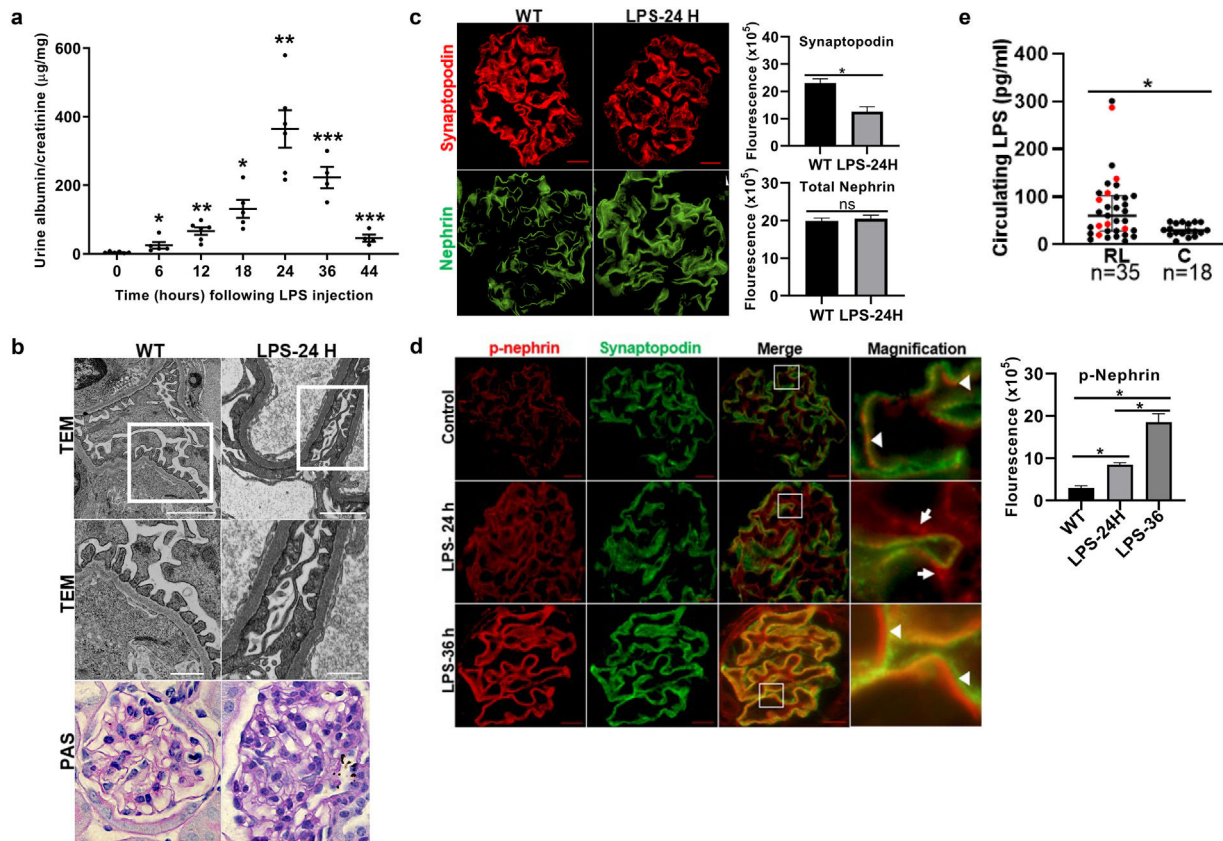 a
Urine albumin/creatinine (µg/mg)
600
400
200
0
*
**
*
**
***
***
0 6 12 18 24 36 44
Time (hours) following LPS injection
b
WT LPS-24 H
TEM
TEM
PAS
c
WT LPS-24 H
Synaptopodin
Nephrin
Flourescence (x10⁵)
40
30
20
10
0
Synaptopodin
*
WT LPS-24H
Flourescence (x10⁵)
Total Nephrin
20
15
10
5
0
ns
WT LPS-24H
d
p-nephrin Synaptopodin Merge Magnification
Control
LPS- 24 h
LPS-36 h
p-Nephrin
Flourescence (x10⁵)
30
20
10
0
*
*
*
WT
LPS-24H
LPS-36
e
Circulating LPS (pg/ml)
400
300
200
100
0
*
RL C
n=35 n=18